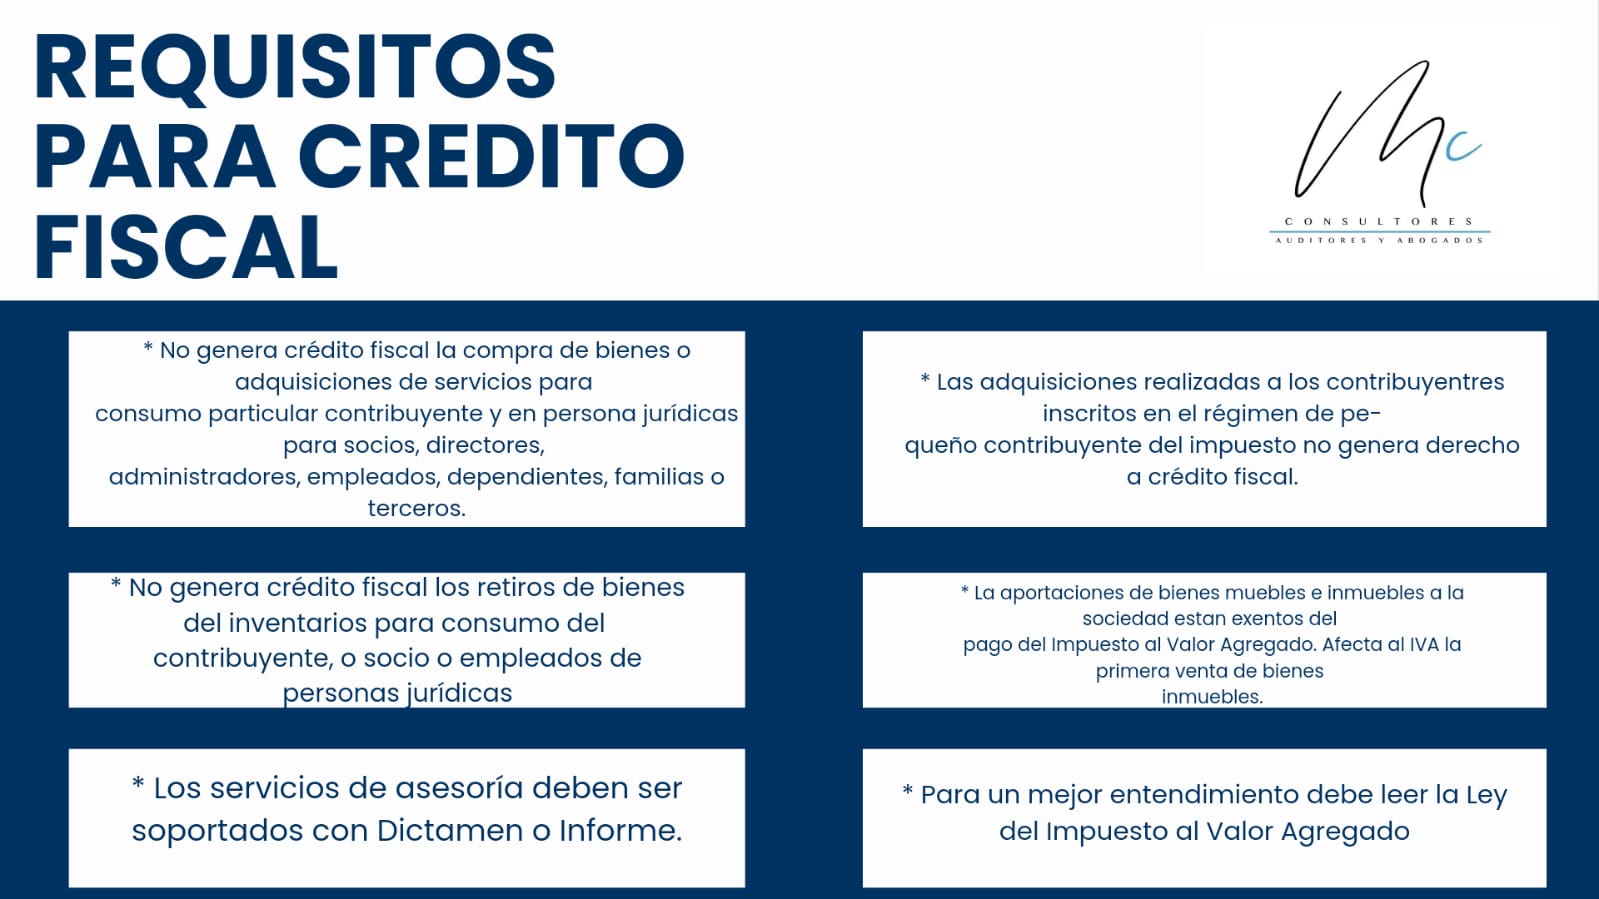 REQUISITOS
PARA CREDITO
FISCAL
Mc
CONSULTORES
AUDITORES Y ABOGADOS
* No genera crédito fiscal la compra de bienes o
adquisiciones de servicios para
consumo particular contribuyente y en persona jurídicas
para socios, directores,
administradores, empleados, dependientes, familias o
terceros.
* Las adquisiciones realizadas a los contribuyentres
inscritos en el régimen de pe-
queño contribuyente del impuesto no genera derecho
a crédito fiscal.
* No genera crédito fiscal los retiros de bienes
del inventarios para consumo del
contribuyente, o socio o empleados de
personas jurídicas
* La aportaciones de bienes muebles e inmuebles a la
sociedad estan exentos del
pago del Impuesto al Valor Agregado. Afecta al IVA la
primera venta de bienes
inmuebles.
* Los servicios de asesoría deben ser
soportados con Dictamen o Informe.
* Para un mejor entendimiento debe leer la Ley
del Impuesto al Valor Agregado